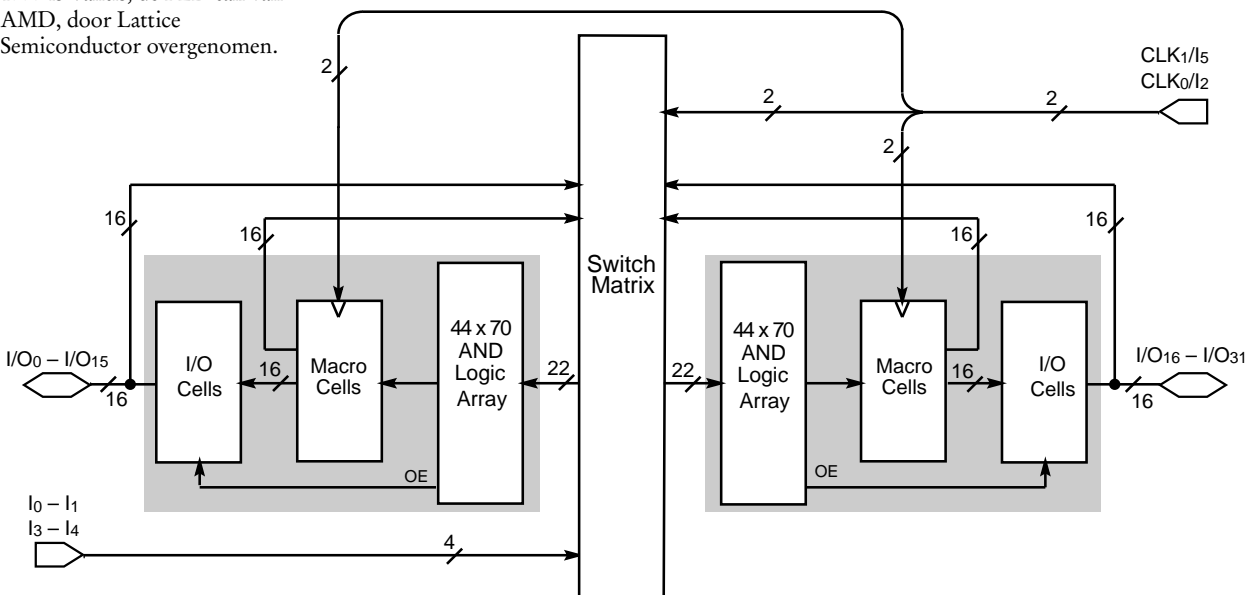 AMD, door Lattice
Semiconductor overgenomen.
2
CLK1/I5
CLK0/I2
2
2
2
16
16
16
16
Switch
Matrix
44 x 70
AND
Logic
Array
Macro
Cells
I/O
Cells
I/O0 – I/O15
16
16
22
OE
22
44 x 70
AND
Logic
Array
Macro
Cells
16
I/O
Cells
I/O16 – I/O31
16
OE
I0 – I1
I3 – I4
4